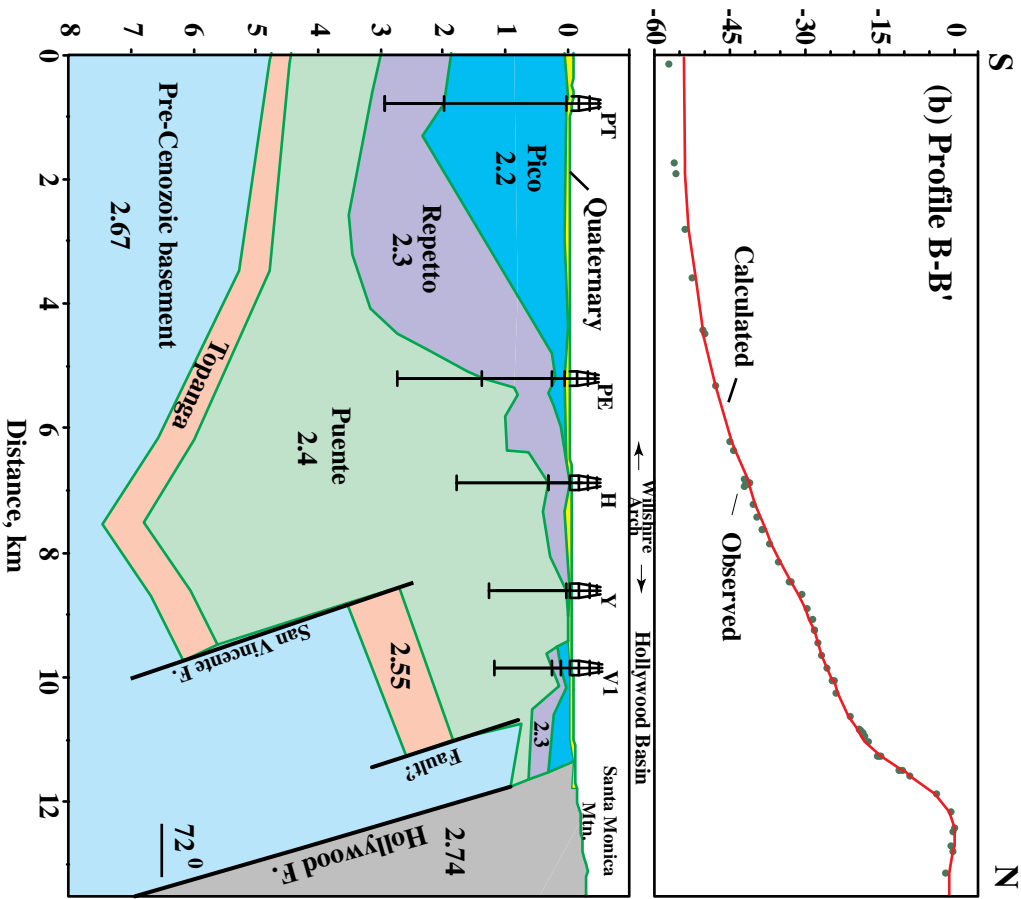 S
N
(b) Profile B-B'
0
-15
-30
-45
-60
Calculated
Observed
← Willshire →
Arch
Hollywood Basin
Santa Monica
Mtn.
PT
PE
H
Y
V1
Quaternary
Pico
2.2
Repetto
2.3
2.3
Puente
2.4
2.55
Topanga
San Vincente F.
Fault?
Hollywood F.
2.74
72⁰
Pre-Cenozoic basement
2.67
0
1
2
3
4
5
6
7
8
0
2
4
6
8
10
12
Distance, km